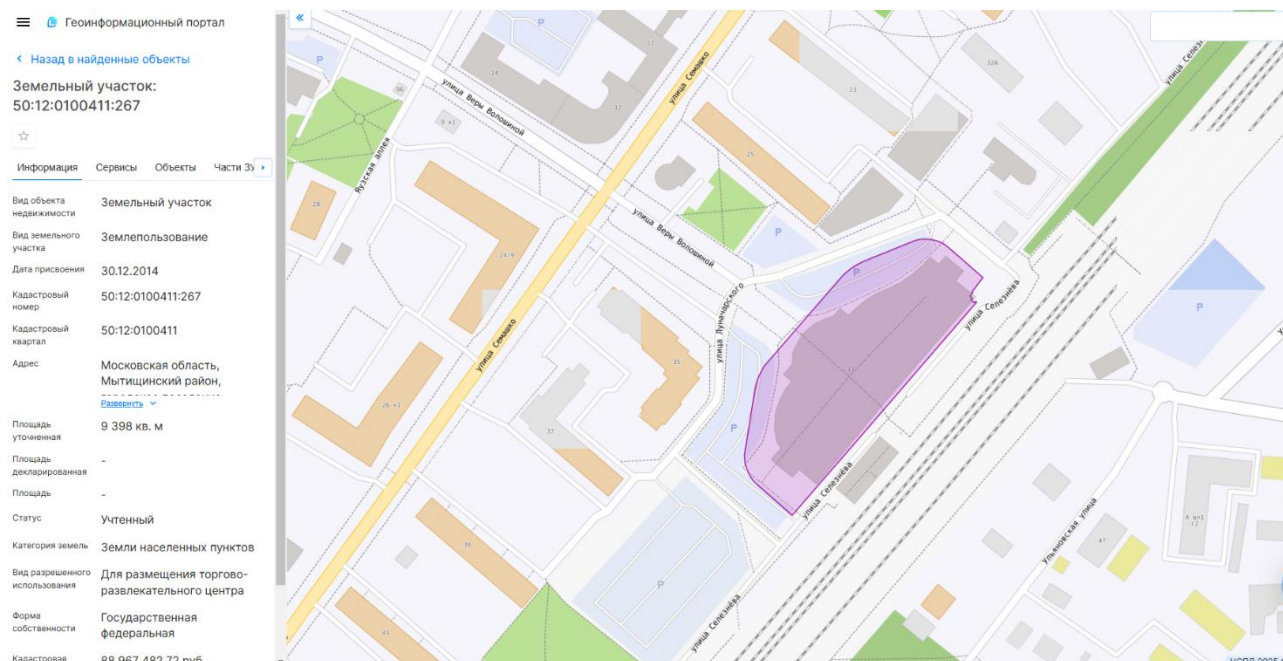 Геоинформационный портал
Назад в найденные объекты
Земельный участок:
50:12:0100411:267
Информация Сервисы Объекты Части ЗУ
Вид объекта
недвижимости
Земельный участок
Вид земельного
участка
Землепользование
Дата присвоения
30.12.2014
Кадастровый
номер
50:12:0100411:267
Кадастровый
квартал
50:12:0100411
Адрес
Московская область,
Мытищинский район,
Развернуть
Площадь
уточненная
9 398 кв. м
Площадь
декларированная
-
Площадь
-
Статус
Учтенный
Категория земель
Земли населенных пунктов
Вид разрешенного
использования
Для размещения торгово-
развлекательного центра
Форма
собственности
Государственная
федеральная
Кадастровая
88 967 482,72 руб.
P
P
12
14
12
улица Семашко
улица Веры Волошиной
9 к1
Яузская аллея
28
23
32А
улица Селезнёва
25
улица Веры Волошиной
P
28/9
P
улица Луначарского
33
улица Селезнёва
P
улица Семашко
35
26 к1
37
P
улица Селезнёва
39
P
41
улица Селезнёва
Ульяновская улица
47